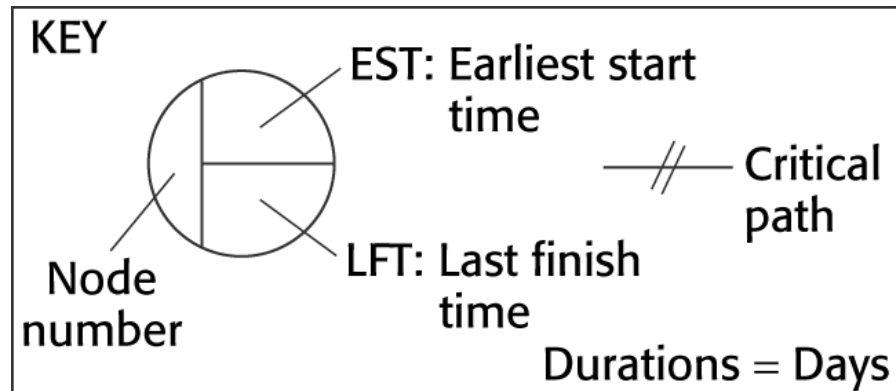 KEY
EST: Earliest start
time
Critical
path
LFT: Last finish
time
Node
number
Durations = Days